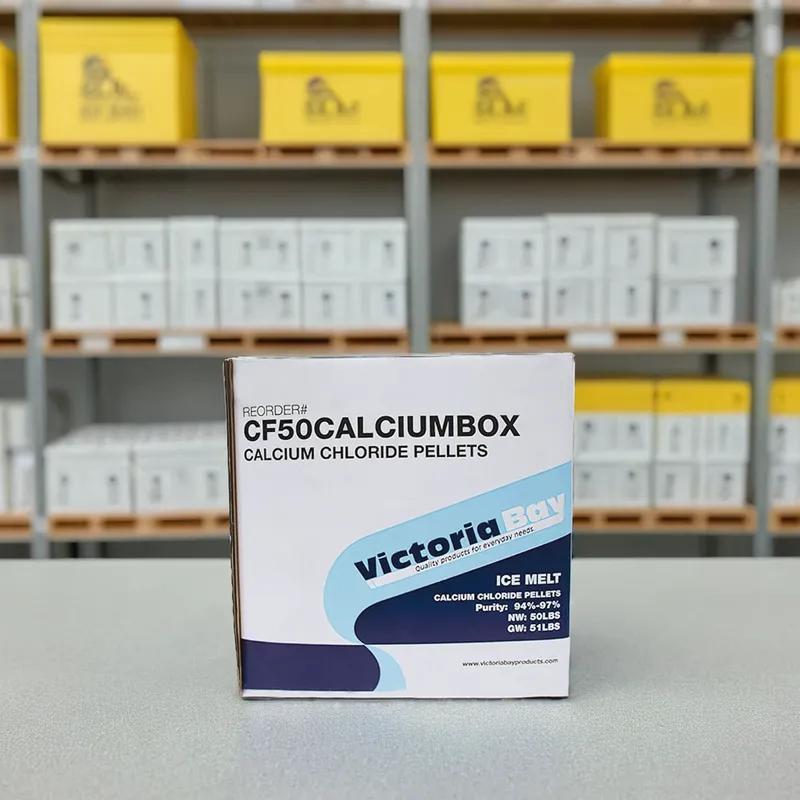 REORDER#
CF50CALCIUMBOX
CALCIUM CHLORIDE PELLETS
Victoria Bay
Quality products for everyday needs.
ICE MELT
CALCIUM CHLORIDE PELLETS
Purity: 94%-97%
NW: 50LBS
GW: 51LBS
www.victoriabayproducts.com